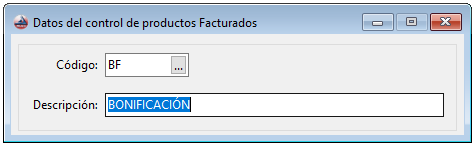 Datos del control de productos Facturados
Código: BF ...
Descripción: BONIFICACIÓN